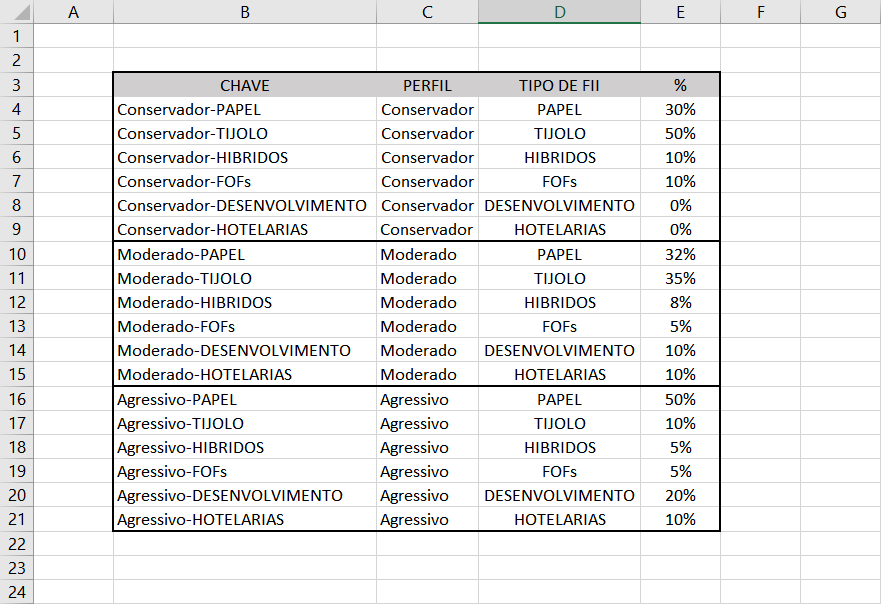 A B C D E F G
1
2
3 CHAVE PERFIL TIPO DE FII %
4 Conservador-PAPEL Conservador PAPEL 30%
5 Conservador-TIJOLO Conservador TIJOLO 50%
6 Conservador-HIBRIDOS Conservador HIBRIDOS 10%
7 Conservador-FOFs Conservador FOFs 10%
8 Conservador-DESENVOLVIMENTO Conservador DESENVOLVIMENTO 0%
9 Conservador-HOTELARIAS Conservador HOTELARIAS 0%
10 Moderado-PAPEL Moderado PAPEL 32%
11 Moderado-TIJOLO Moderado TIJOLO 35%
12 Moderado-HIBRIDOS Moderado HIBRIDOS 8%
13 Moderado-FOFs Moderado FOFs 5%
14 Moderado-DESENVOLVIMENTO Moderado DESENVOLVIMENTO 10%
15 Moderado-HOTELARIAS Moderado HOTELARIAS 10%
16 Agressivo-PAPEL Agressivo PAPEL 50%
17 Agressivo-TIJOLO Agressivo TIJOLO 10%
18 Agressivo-HIBRIDOS Agressivo HIBRIDOS 5%
19 Agressivo-FOFs Agressivo FOFs 5%
20 Agressivo-DESENVOLVIMENTO Agressivo DESENVOLVIMENTO 20%
21 Agressivo-HOTELARIAS Agressivo HOTELARIAS 10%
22
23
24